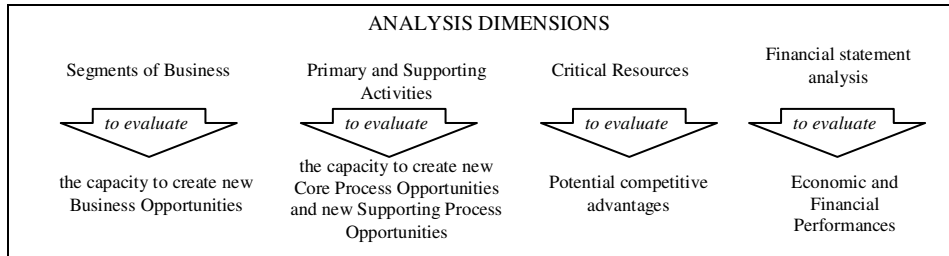 ANALYSIS DIMENSIONS
Segments of Business
to evaluate
the capacity to create new
Business Opportunities
Primary and Supporting
Activities
to evaluate
the capacity to create new
Core Process Opportunities
and new Supporting Process
Opportunities
Critical Resources
to evaluate
Potential competitive
advantages
Financial statement
analysis
to evaluate
Economic and
Financial
Performances